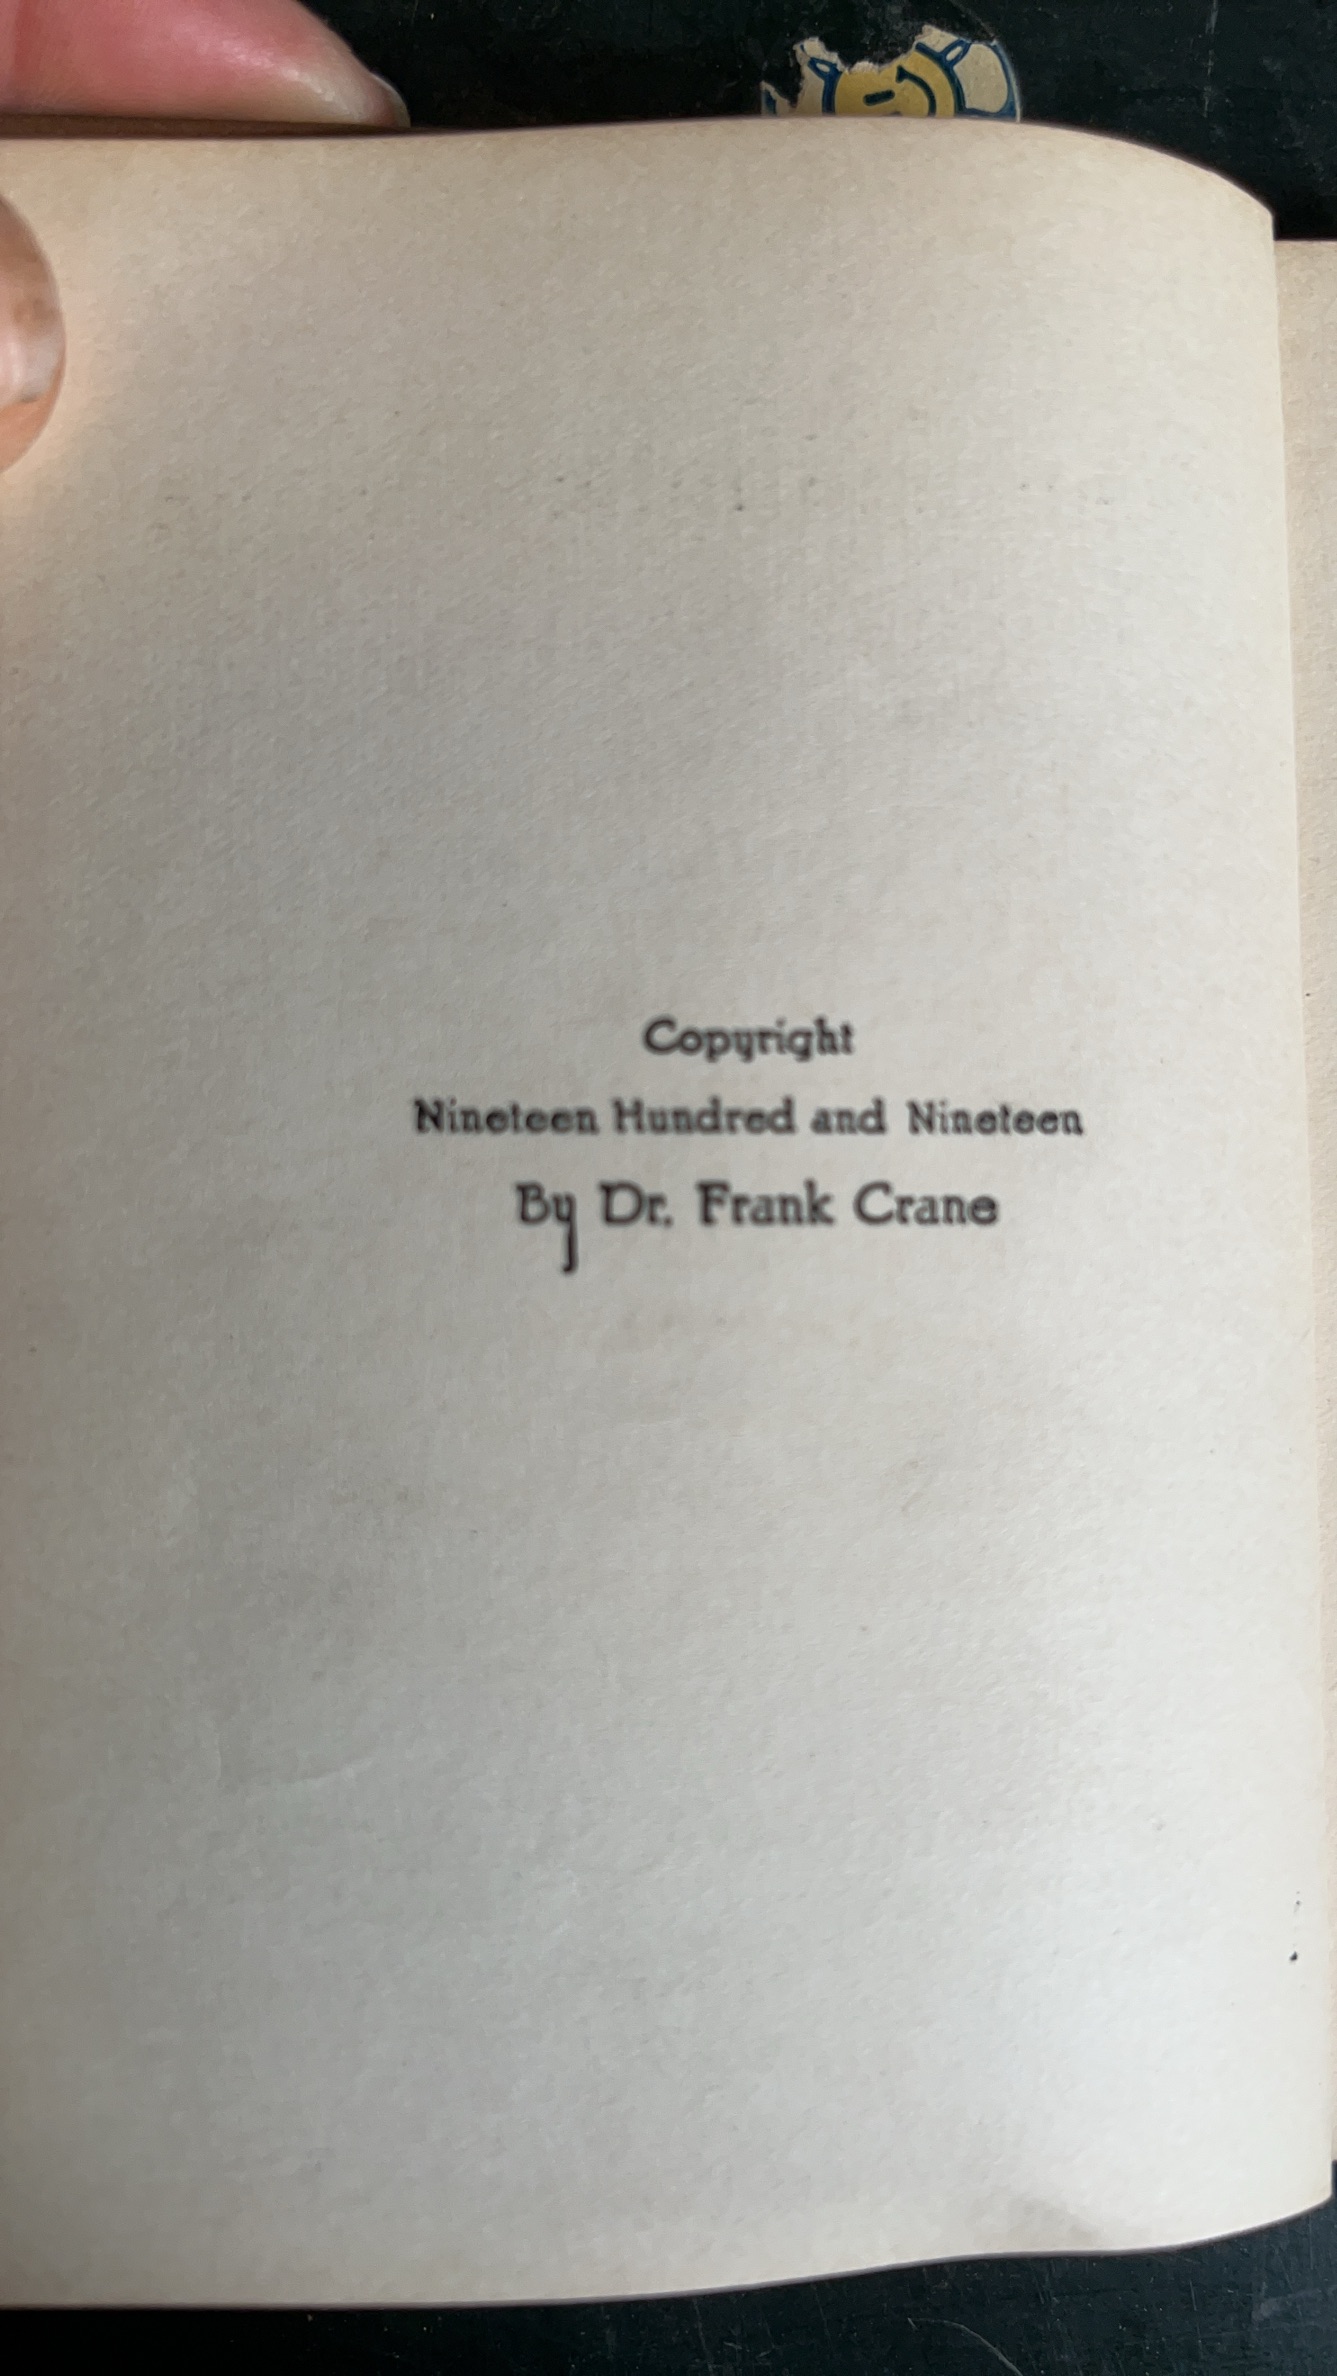 Copyright
Nineteen Hundred and Nineteen
By Dr. Frank Crane